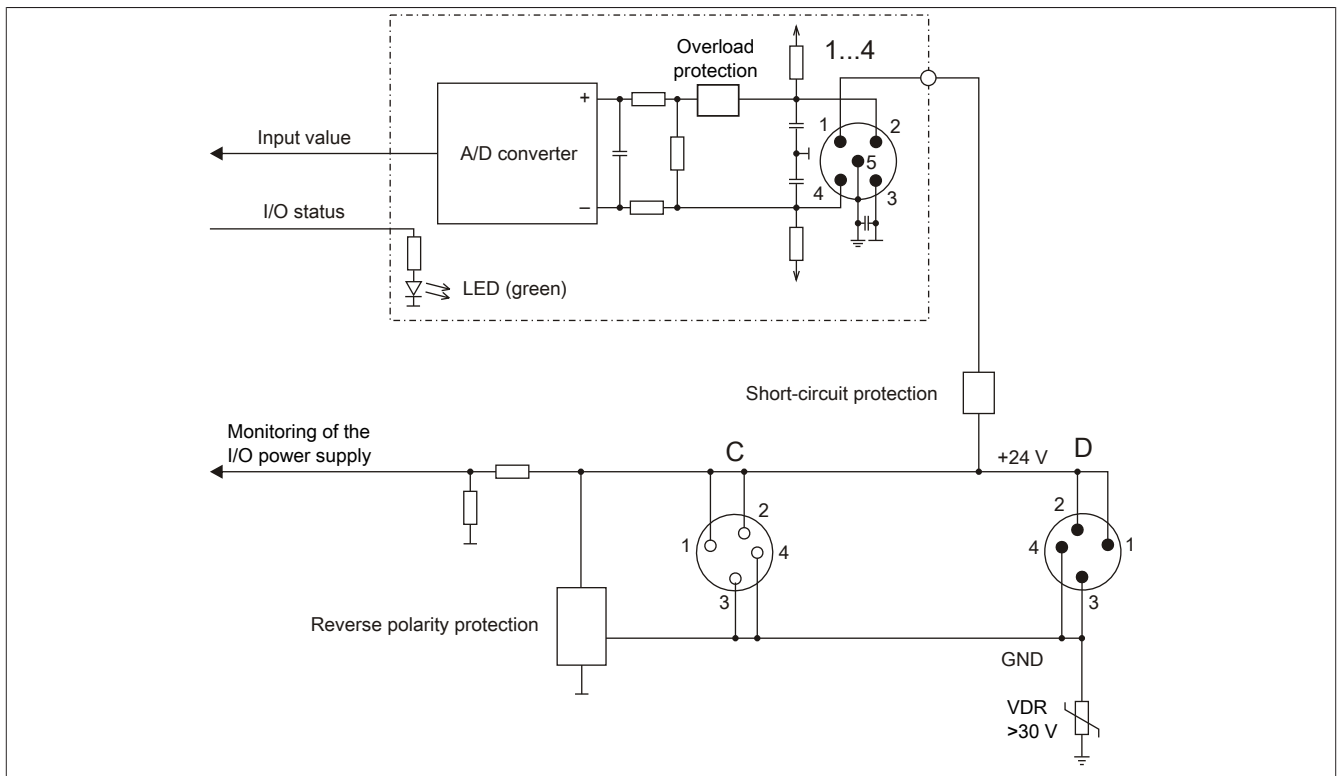 Overload
protection
1...4
+
1
2
Input value
A/D converter
5
4
3
I/O status
–
LED (green)
Short-circuit protection
Monitoring of the
I/O power supply
C
+24 V
D
2
1
4
3
2
4
1
3
Reverse polarity protection
GND
VDR
>30 V